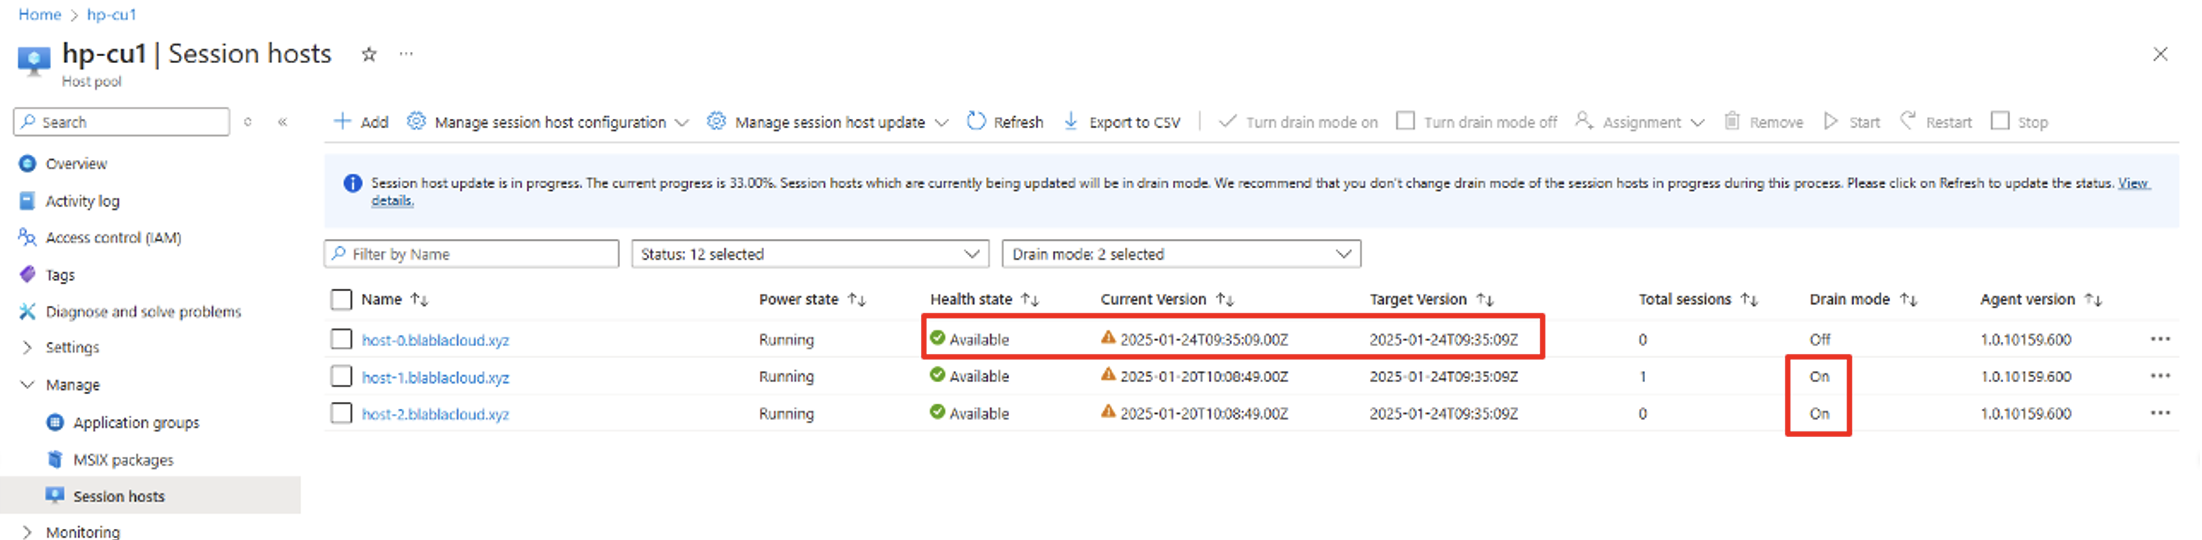 Home > hp-cu1
hp-cu1 | Session hosts
Host pool
Search
Add Manage session host configuration Manage session host update Refresh Export to CSV Turn drain mode on Turn drain mode off Assignment Remove Start Restart Stop
Overview
Activity log
Access control (IAM)
Tags
Diagnose and solve problems
Settings
Manage
Application groups
MSIX packages
Session hosts
Monitoring
Session host update is in progress. The current progress is 33.00%. Session hosts which are currently being updated will be in drain mode. We recommend that you don't change drain mode of the session hosts in progress during this process. Please click on Refresh to update the status. View
details.
Filter by Name Status: 12 selected Drain mode: 2 selected
Name Power state Health state Current Version Target Version Total sessions Drain mode Agent version
host-0.blablacloud.xyz Running Available 2025-01-24T09:35:09.00Z 2025-01-24T09:35:09Z 0 Off 1.0.10159.600
host-1.blablacloud.xyz Running Available 2025-01-20T10:08:49.00Z 2025-01-24T09:35:09Z 1 On 1.0.10159.600
host-2.blablacloud.xyz Running Available 2025-01-20T10:08:49.00Z 2025-01-24T09:35:09Z 0 On 1.0.10159.600